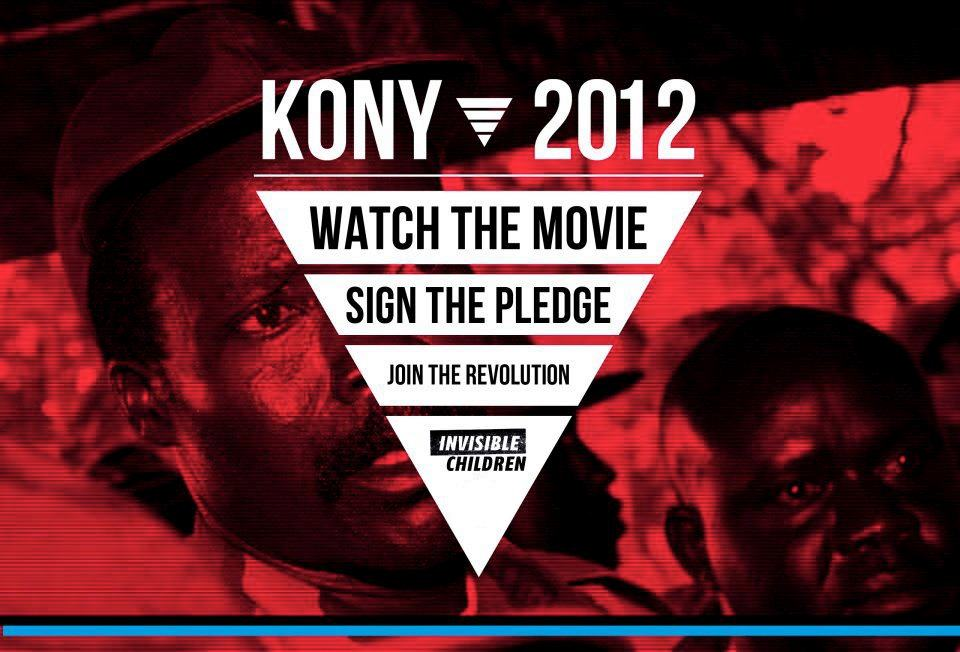 KONY 2012
WATCH THE MOVIE
SIGN THE PLEDGE
JOIN THE REVOLUTION
INVISIBLE
CHILDREN